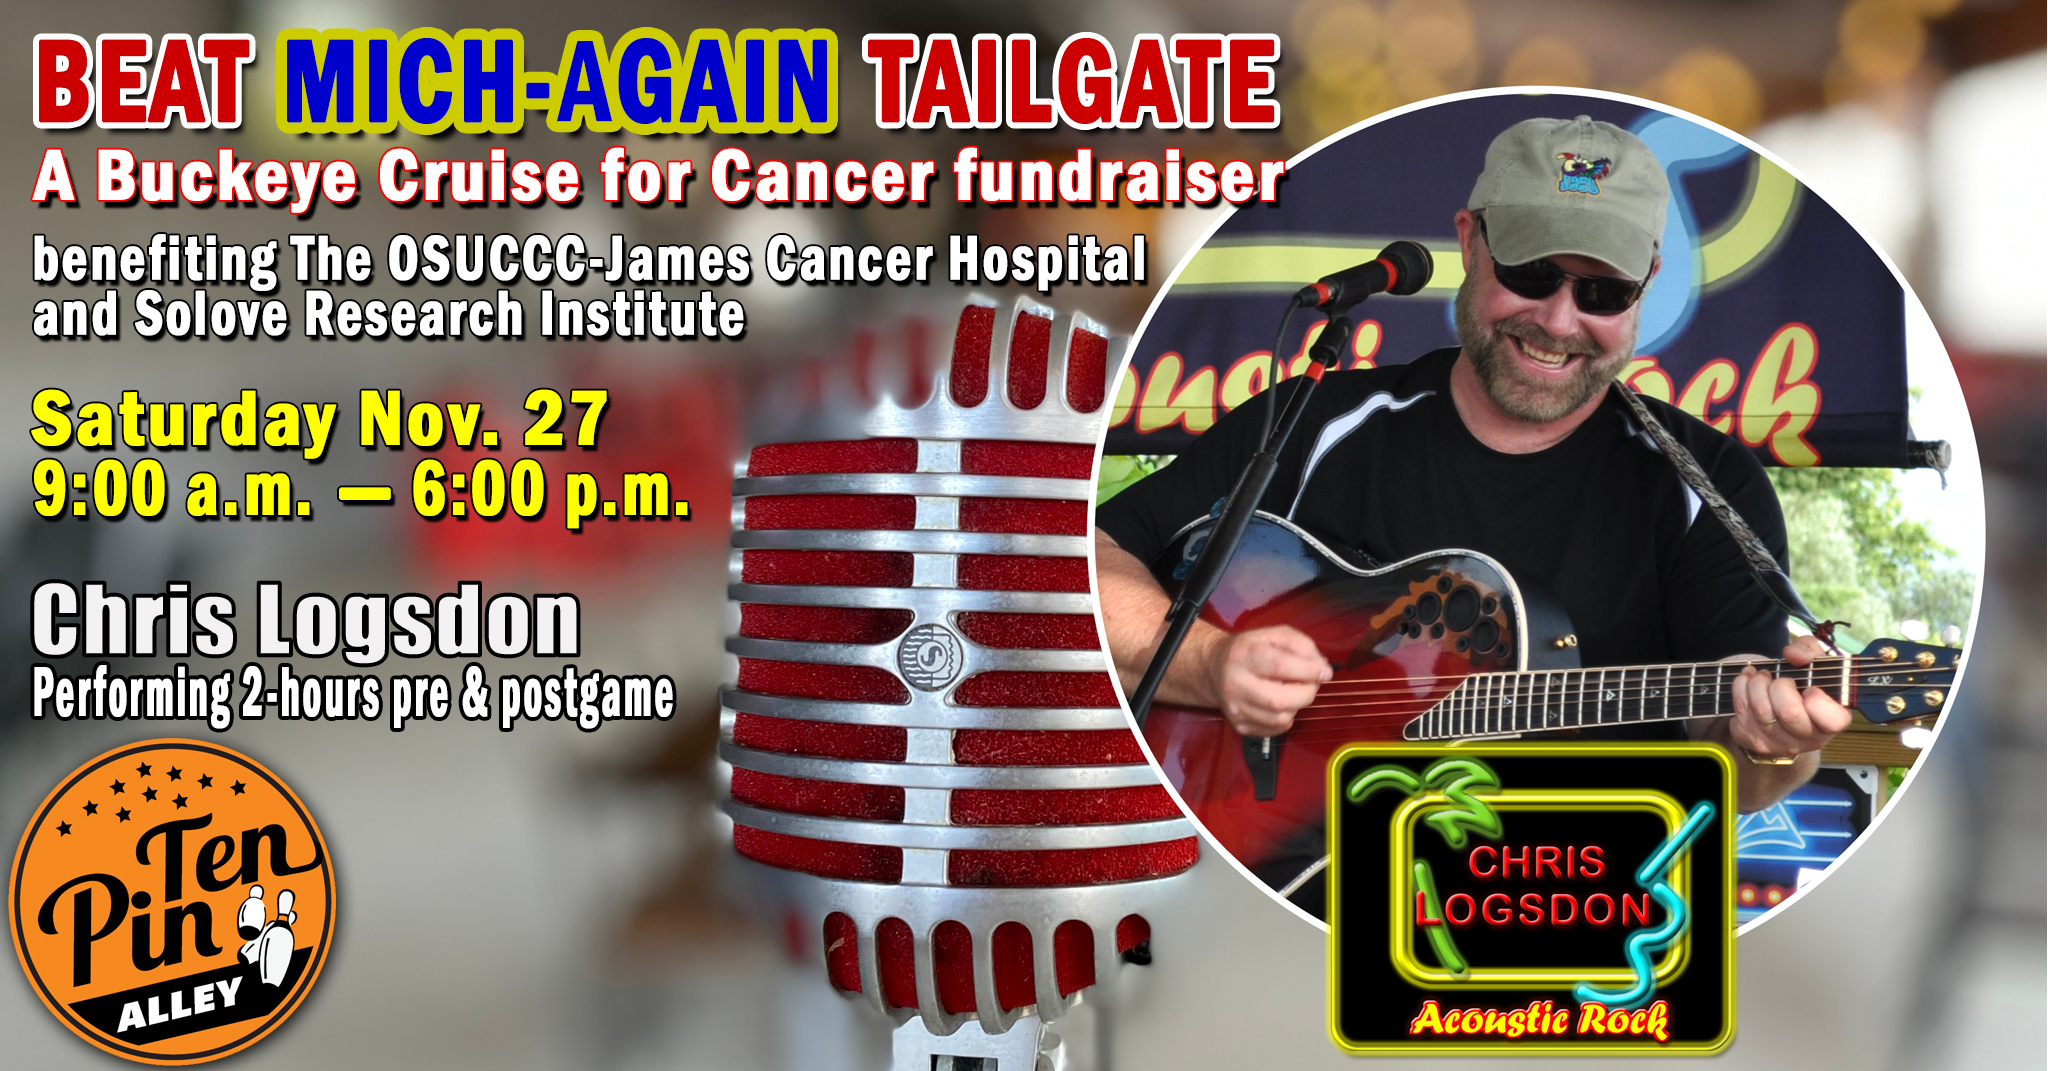 BEAT MICH-AGAIN TAILGATE
A Buckeye Cruise for Cancer fundraiser
benefiting The OSUCCC-James Cancer Hospital
and Solove Research Institute
Saturday Nov. 27
9:00 a.m. — 6:00 p.m.
Chris Logsdon
Performing 2-hours pre & postgame
Ten
Pin
ALLEY
S
CHRIS
LOGSDON
Acoustic Rock